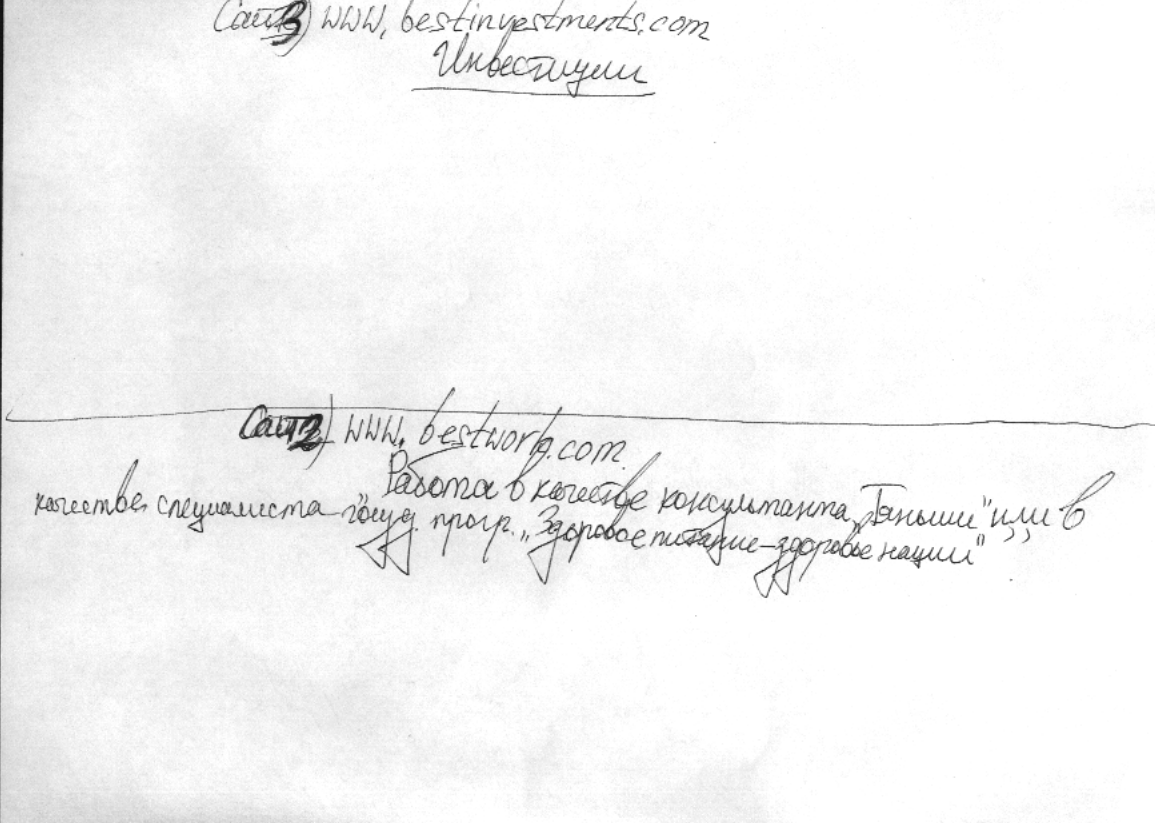 Сайт 3) www. bestinvestments.com
Инвестиции
Сайт 2) www. bestwork.com.
Работа в качестве консультанта „Тяньши" или в
качестве специалиста госуд. прогр. „Здоровое питание – здоровье нации"